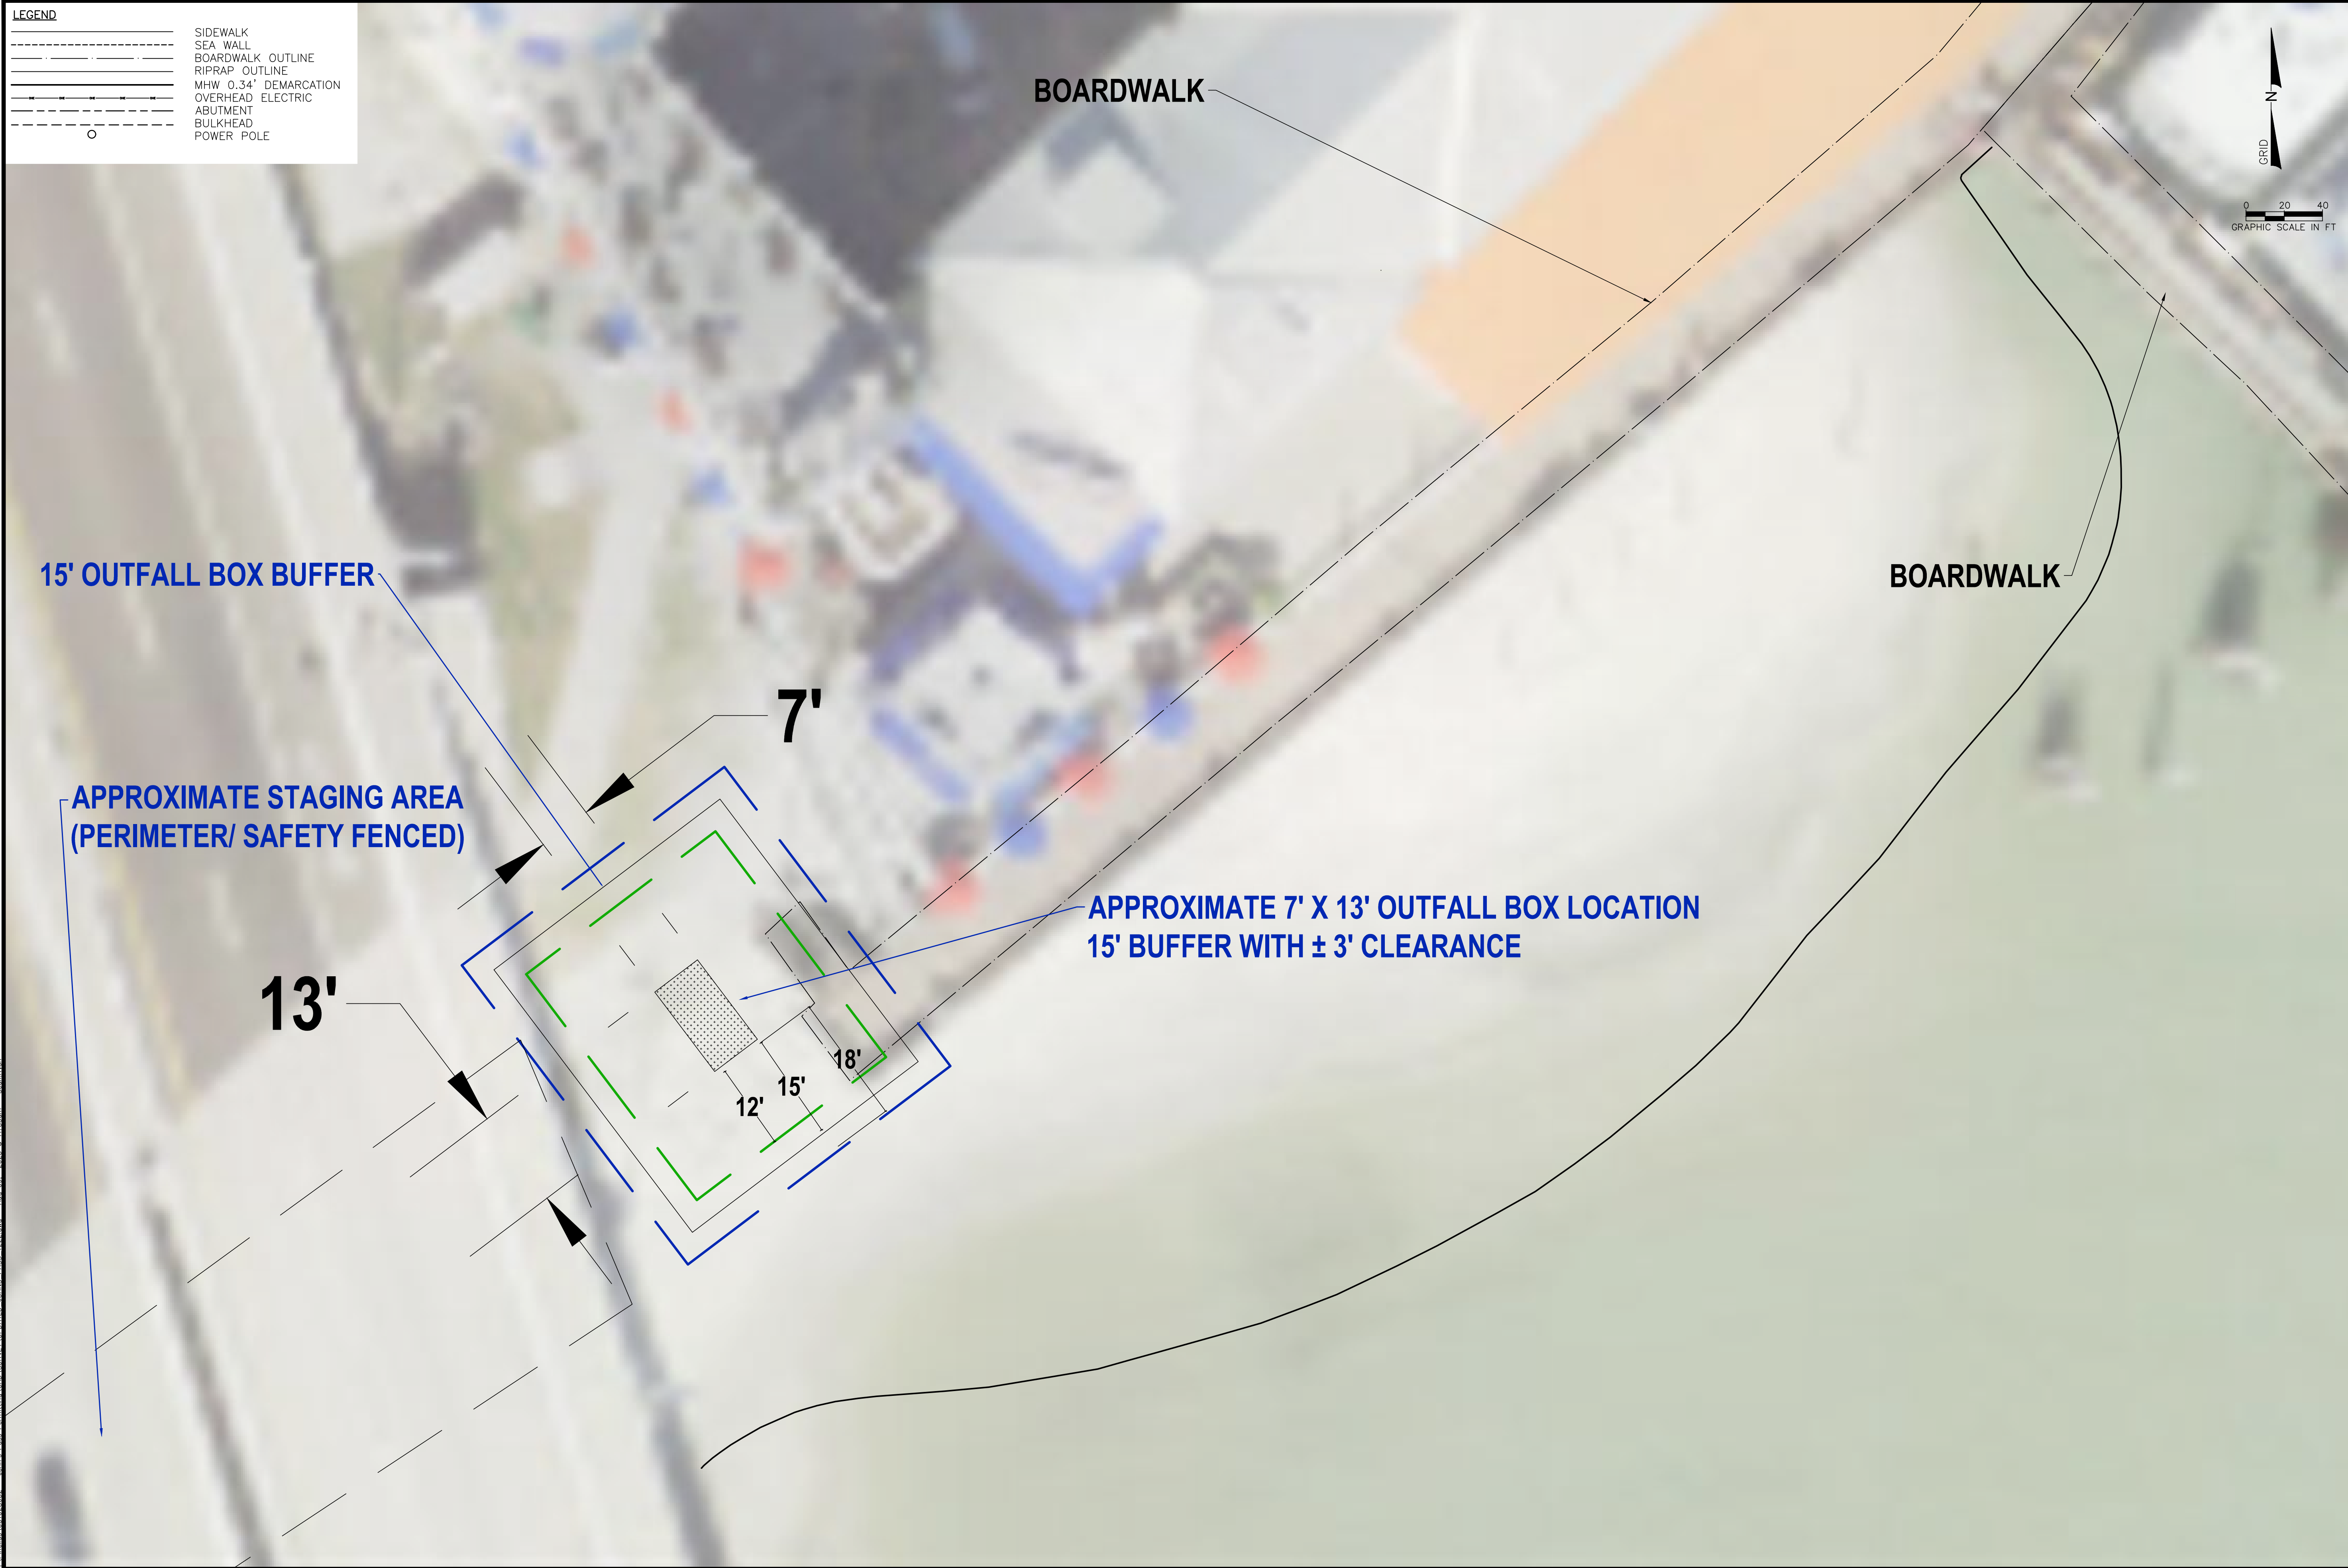 LEGEND
SIDEWALK
SEA WALL
BOARDWALK OUTLINE
RIPRAP OUTLINE
MHW 0.34' DEMARCATION
OVERHEAD ELECTRIC
ABUTMENT
BULKHEAD
POWER POLE
BOARDWALK
N
GRID
0 20 40
GRAPHIC SCALE IN FT
15' OUTFALL BOX BUFFER
BOARDWALK
7'
APPROXIMATE STAGING AREA
(PERIMETER/ SAFETY FENCED)
APPROXIMATE 7' X 13' OUTFALL BOX LOCATION
15' BUFFER WITH ± 3' CLEARANCE
13'
18'
15'
12'